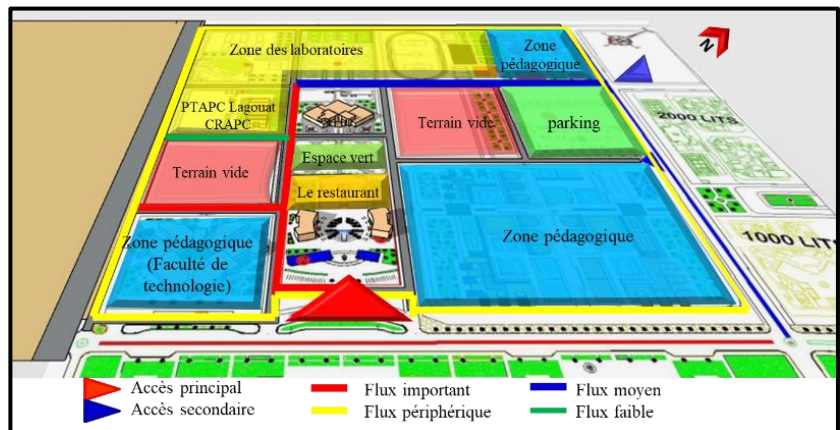 Zone des laboratoires
Zone
pédagogique
N
PTAPC Lagouat
CRAPC
Terrain vide
parking
2000 LITS
Espace vert
Terrain vide
Le restaurant
Zone pédagogique
(Faculté de
technologie)
Zone pédagogique
1000 LITS
Accès principal
Flux important
Flux moyen
Accès secondaire
Flux périphérique
Flux faible